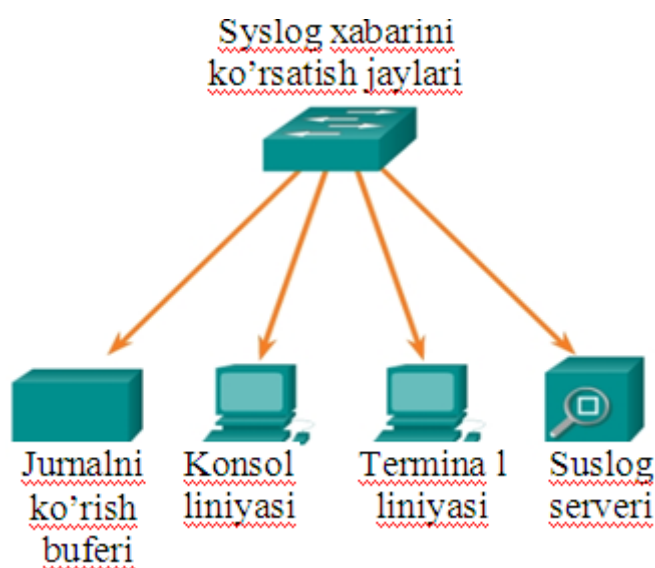 Syslog xabarini
ko’rsatish jaylari
Jurnalni
ko’rish
buferi
Konsol
liniyasi
Termina l
liniyasi
Suslog
serveri